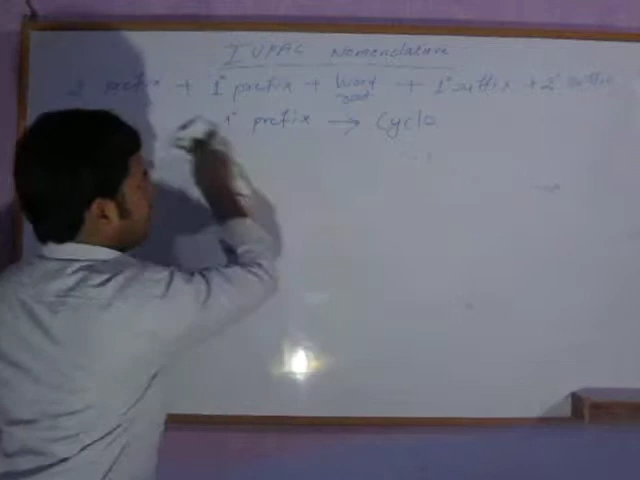 IUPAC Nomenclature
2° prefix + 1° prefix + Word root + 1° suffix + 2° suffix
1° prefix → Cyclo